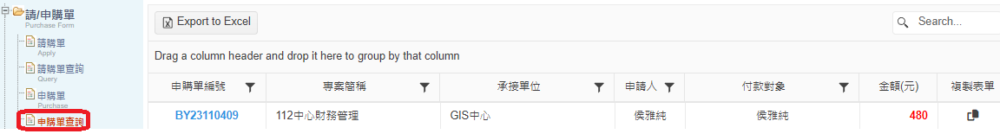 請/申購單
Purchase Form
請購單
Apply
請購單查詢
Query
申購單
Purchase
申購單查詢
Export to Excel
Search...
Drag a column header and drop it here to group by that column
申購單編號 專案簡稱 承接單位 申請人 付款對象 金額(元) 複製表單
BY23110409 112中心財務管理 GIS中心 侯雅純 侯雅純 480